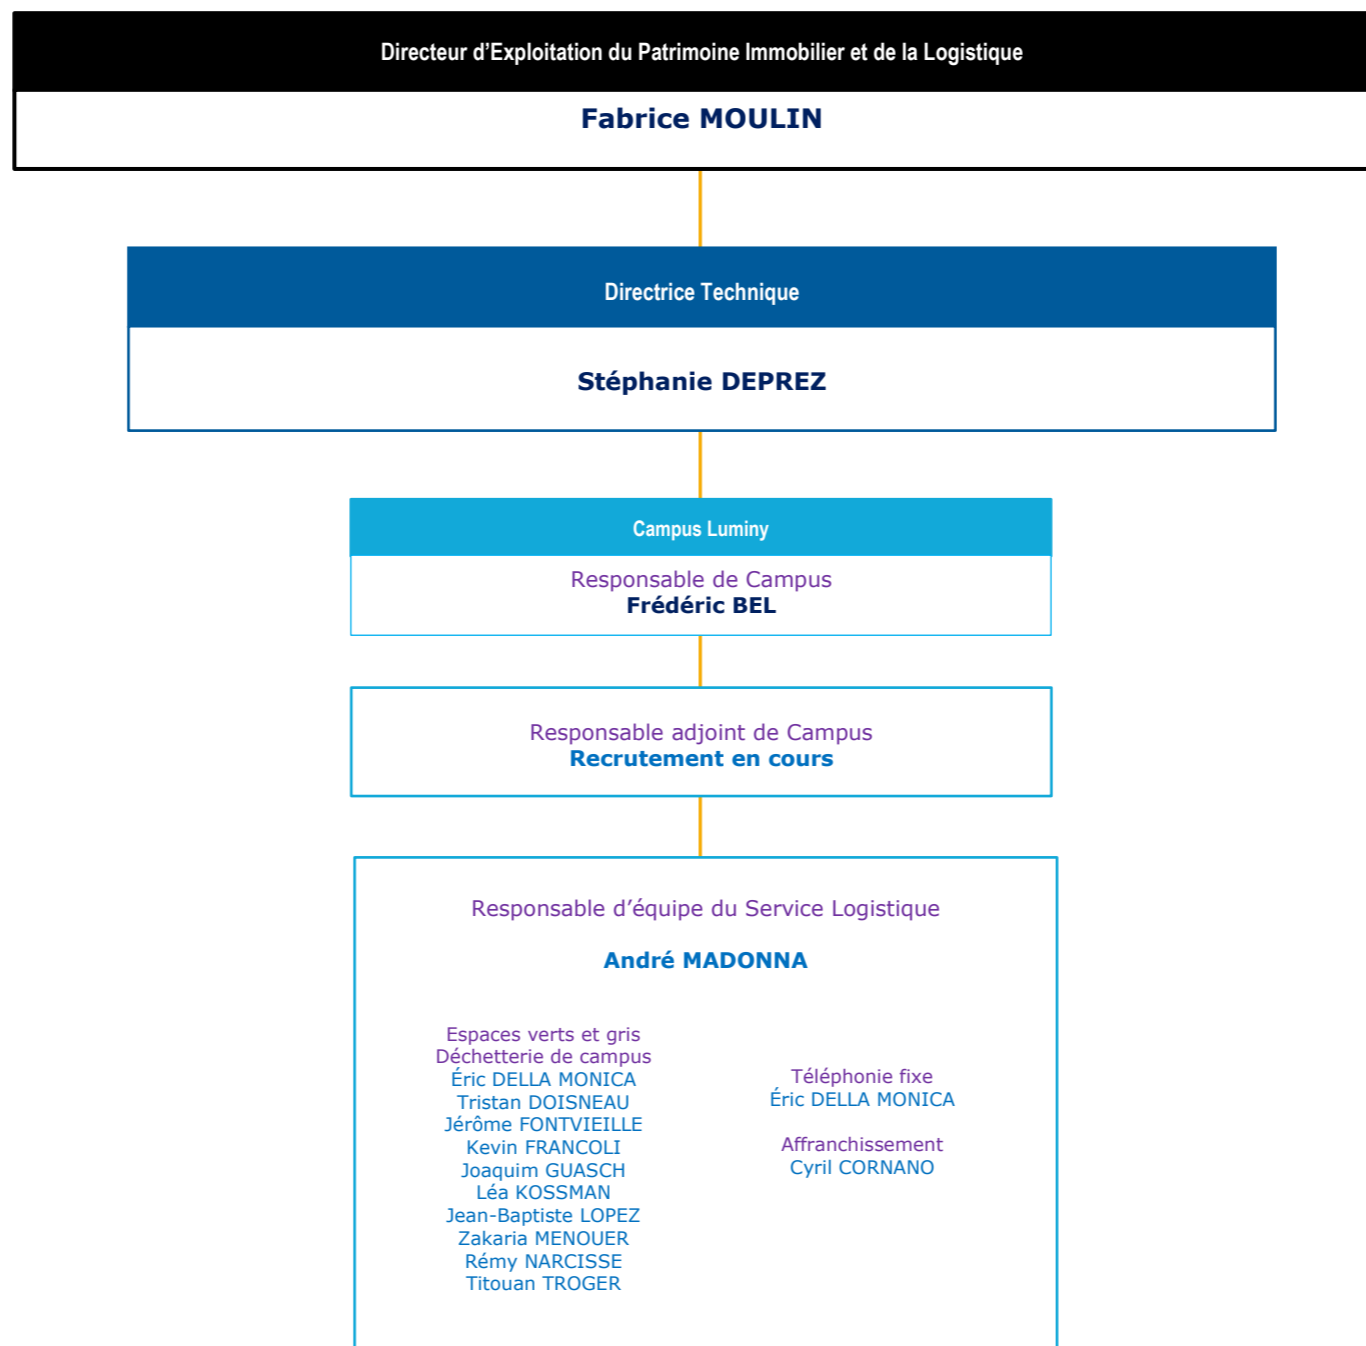 Directeur d’Exploitation du Patrimoine Immobilier et de la Logistique
Fabrice MOULIN
Directrice Technique
Stéphanie DEPREZ
Campus Luminy
Responsable de Campus
Frédéric BEL
Responsable adjoint de Campus
Recrutement en cours
Responsable d’équipe du Service Logistique
André MADONNA
Espaces verts et gris
Déchetterie de campus
Éric DELLA MONICA
Tristan DOISNEAU
Jérôme FONTVIEILLE
Kevin FRANCOLI
Joaquim GUASCH
Léa KOSSMAN
Jean-Baptiste LOPEZ
Zakaria MENOUER
Rémy NARCISSE
Titouan TROGER
Téléphonie fixe
Éric DELLA MONICA
Affranchissement
Cyril CORNANO